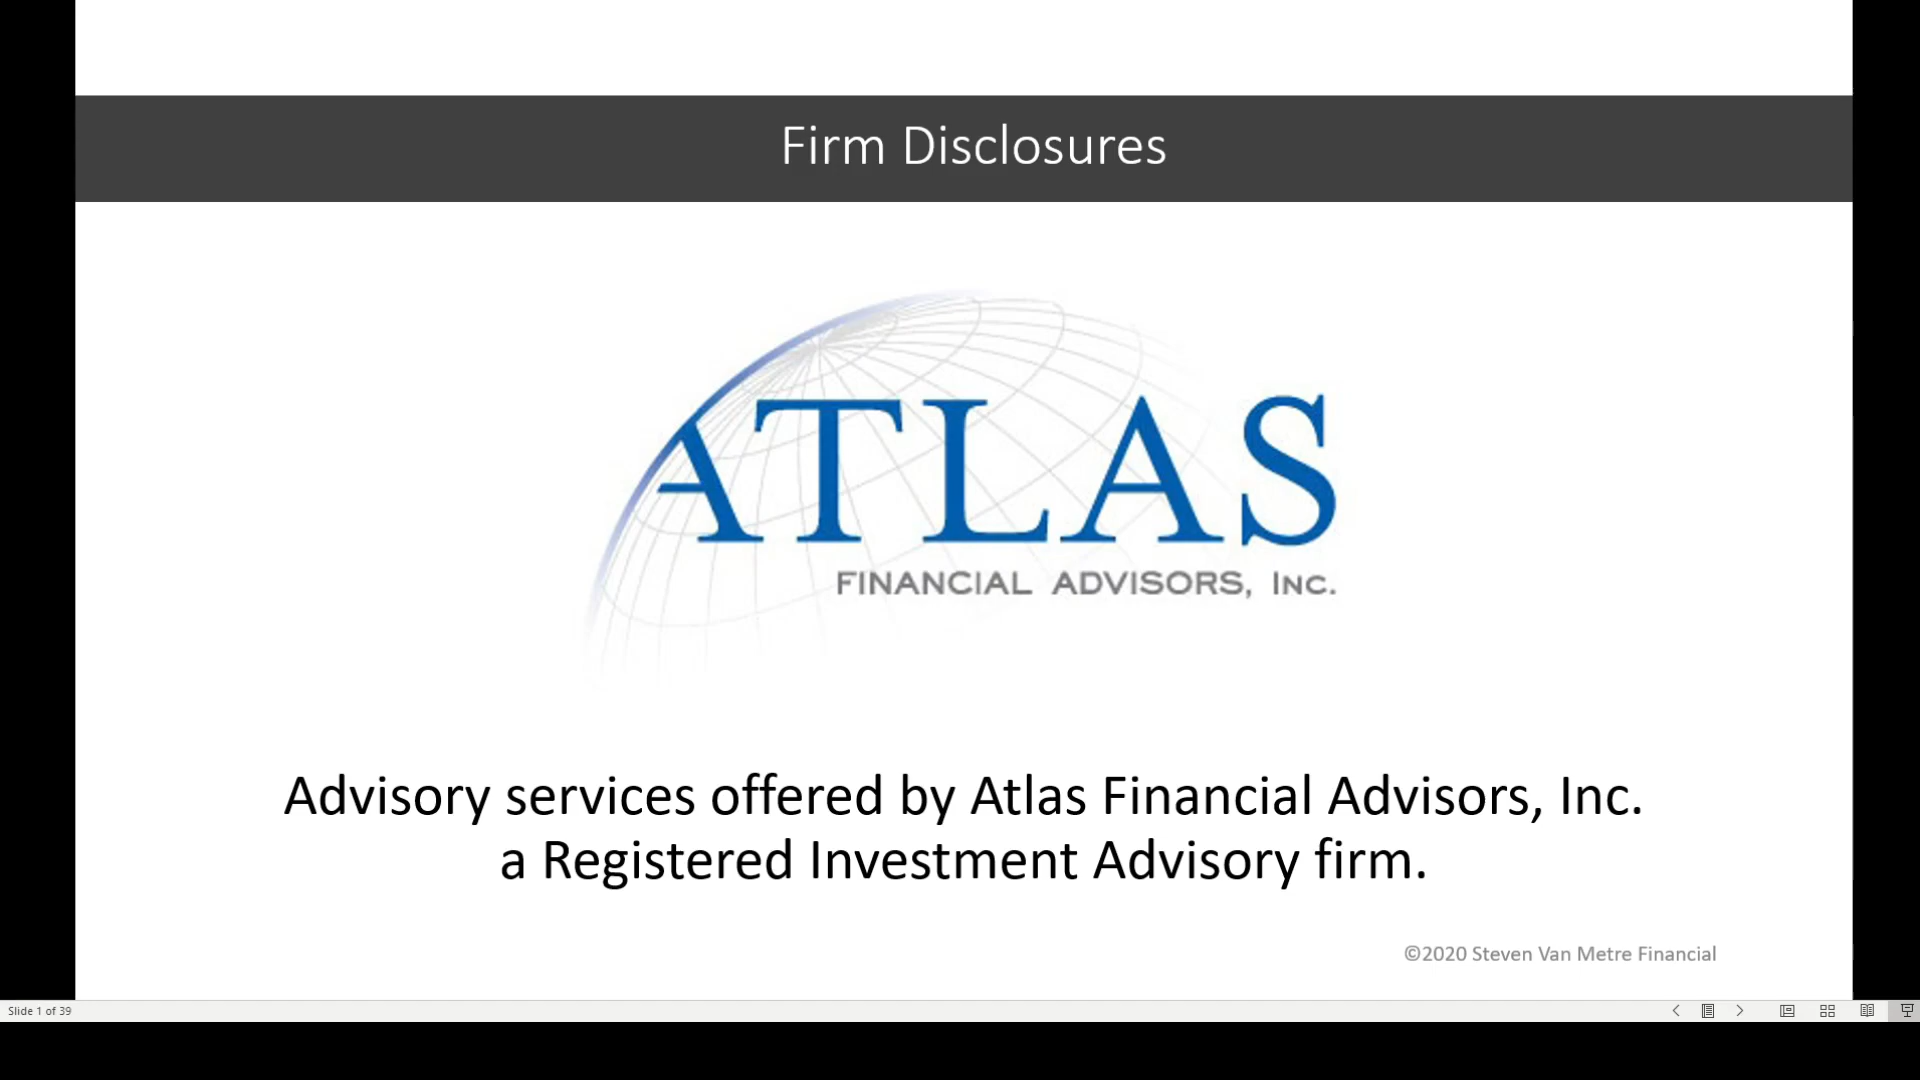 Firm Disclosures
ATLAS
FINANCIAL ADVISORS, INC.
Advisory services offered by Atlas Financial Advisors, Inc.
a Registered Investment Advisory firm.
©2020 Steven Van Metre Financial
Slide 1 of 39